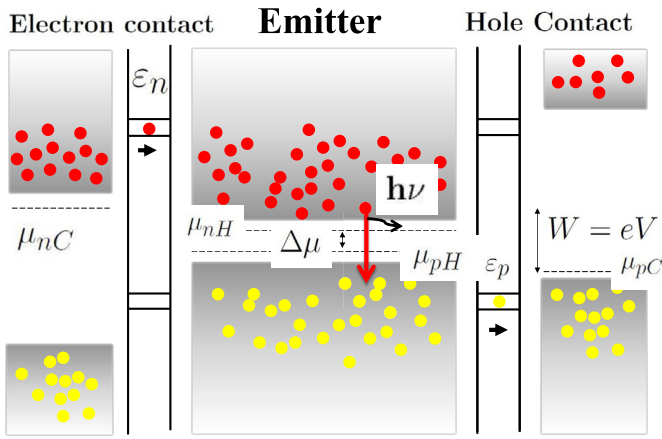 Electron contact
Emitter
Hole Contact
εn
hν
μnC
μnH
Δμ
μpH
εp
W = eV
μpC